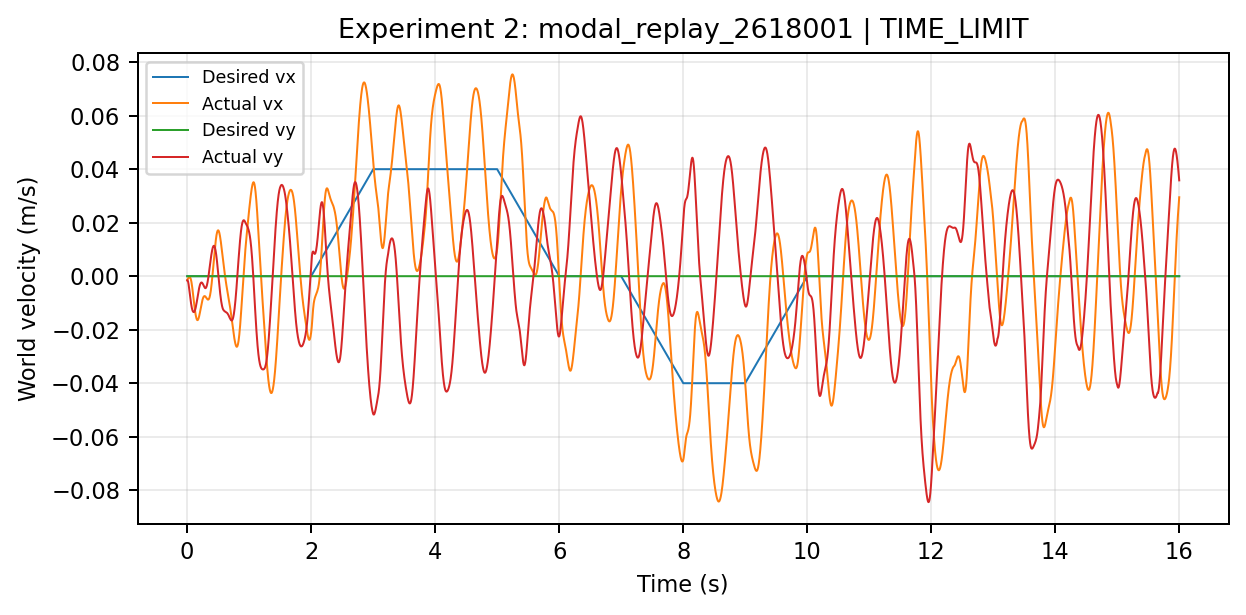 Experiment 2: modal_replay_2618001 | TIME_LIMIT
Desired vx
Actual vx
Desired vy
Actual vy
World velocity (m/s)
0.08
0.06
0.04
0.02
0.00
−0.02
−0.04
−0.06
−0.08
0 2 4 6 8 10 12 14 16
Time (s)